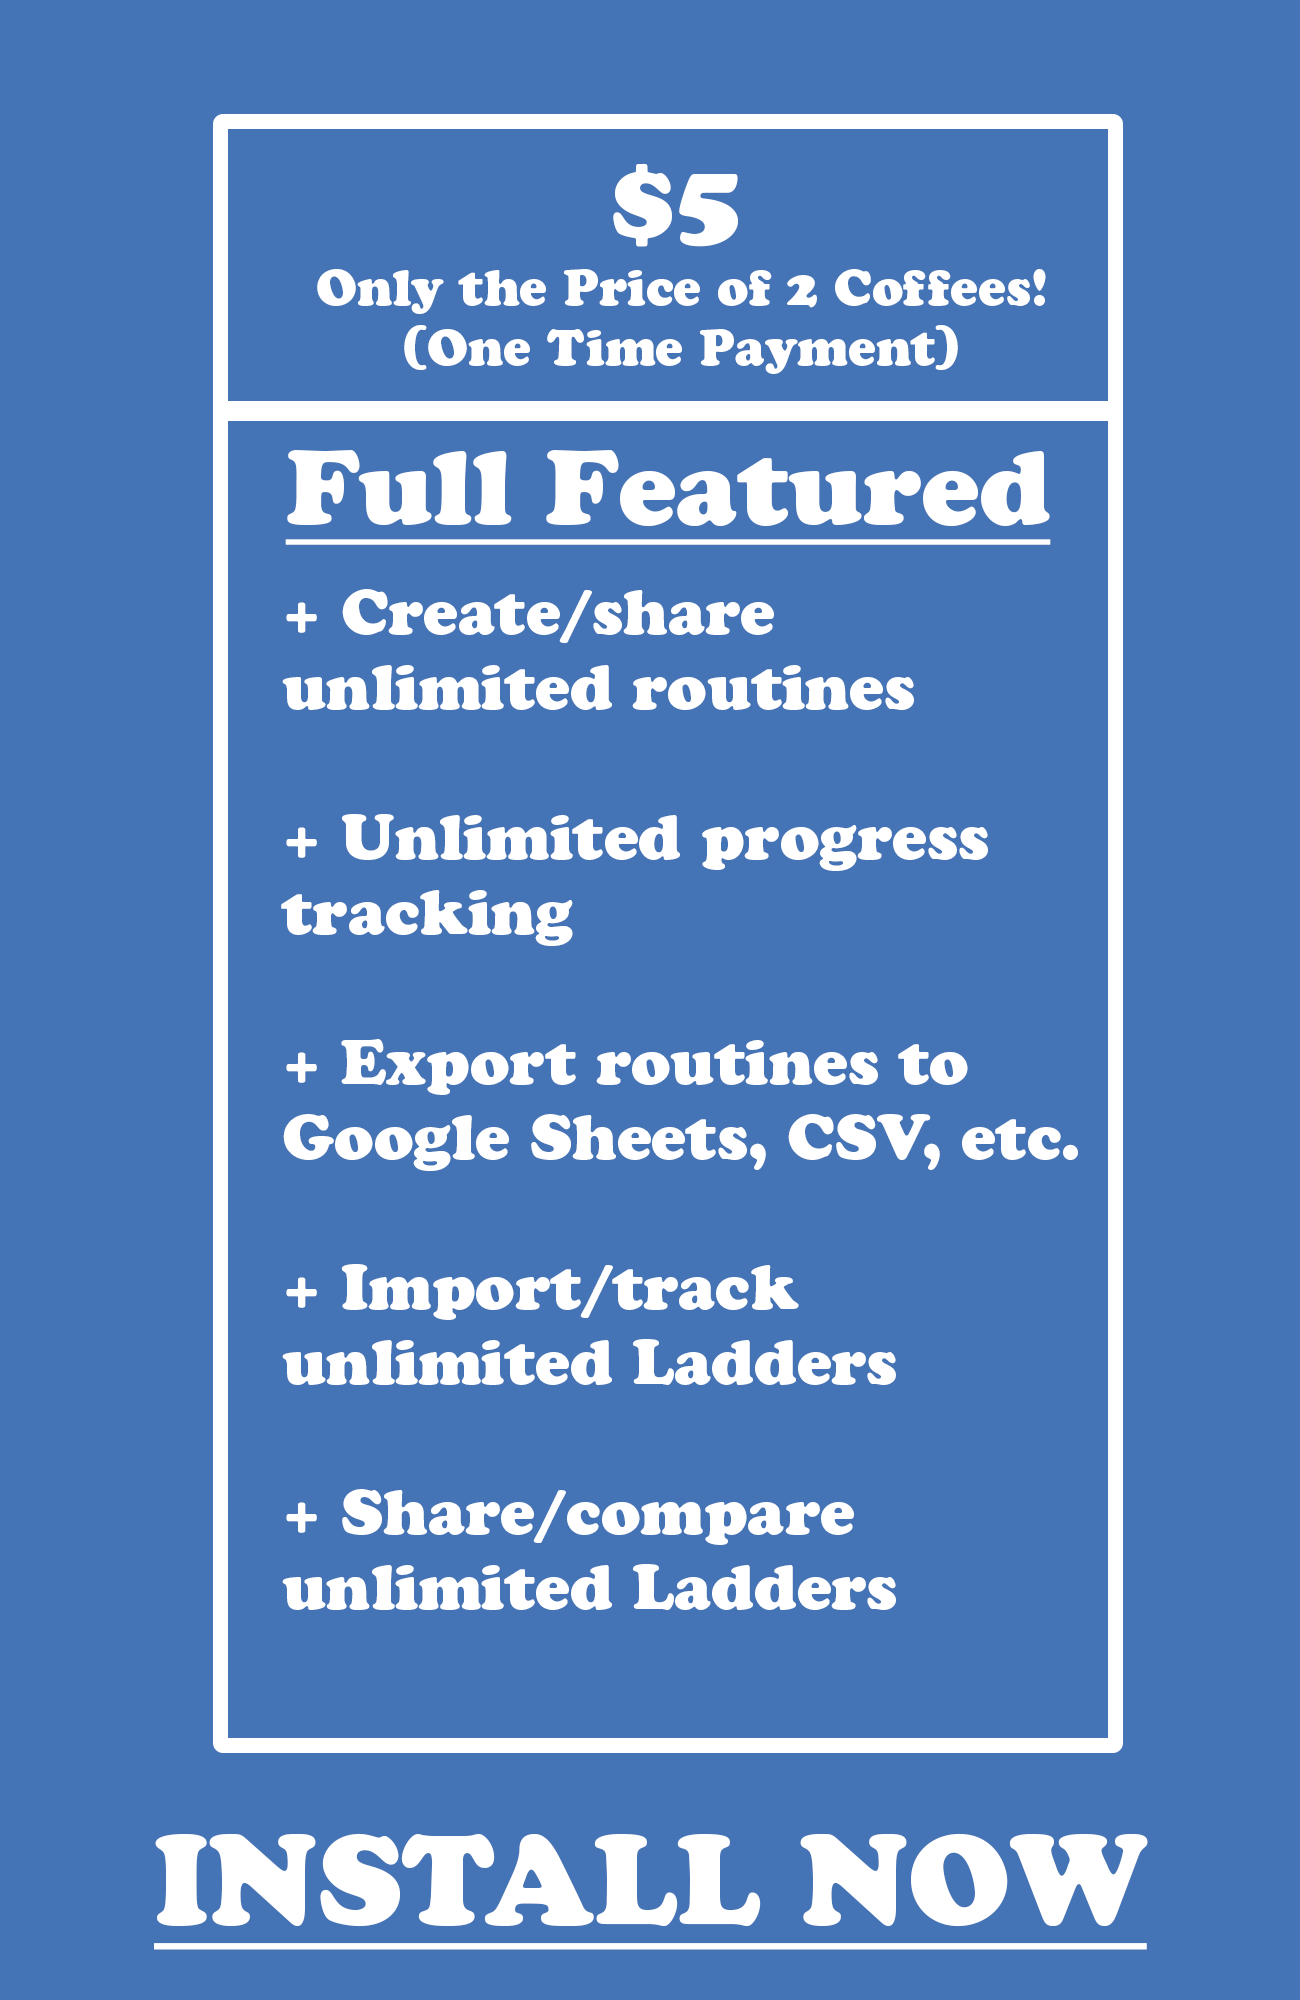 $5
Only the Price of 2 Coffees!
(One Time Payment)
Full Featured
+ Create/share
unlimited routines
+ Unlimited progress
tracking
+ Export routines to
Google Sheets, CSV, etc.
+ Import/track
unlimited Ladders
+ Share/compare
unlimited Ladders
INSTALL NOW